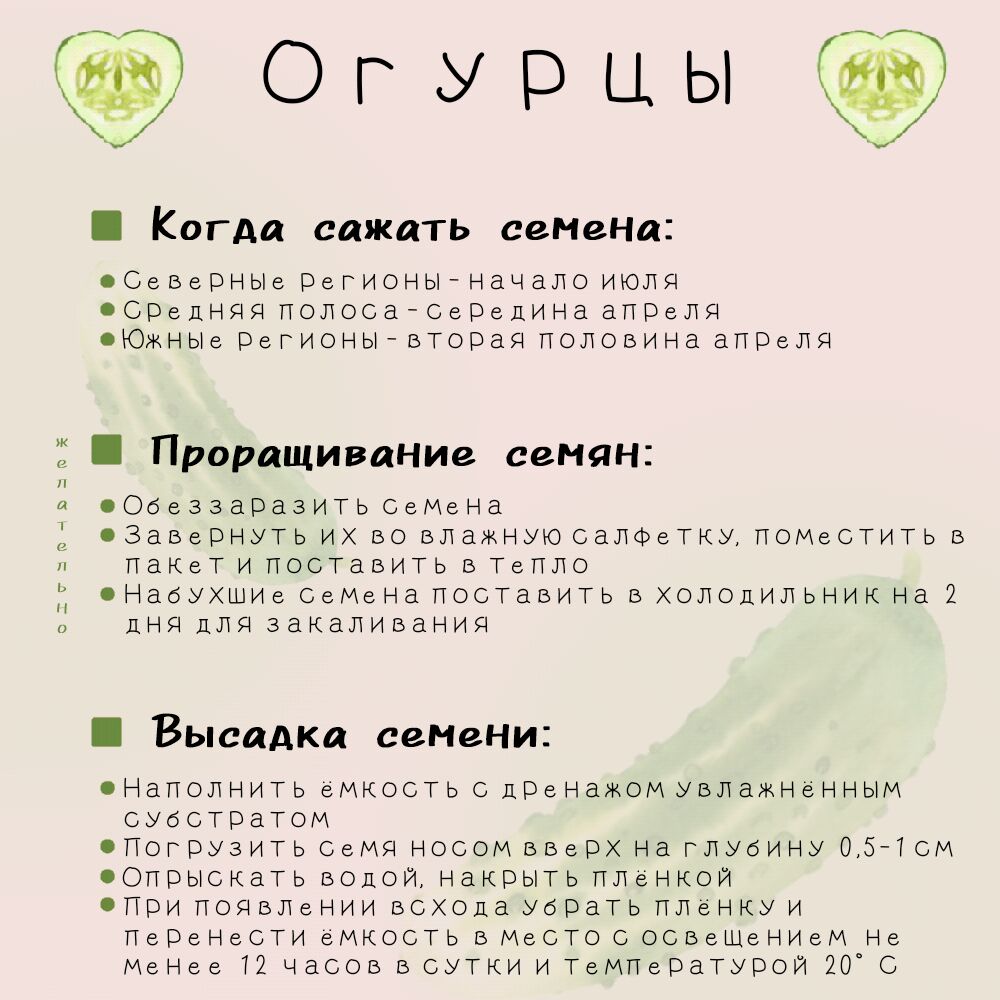 Огурцы
Когда сажать семена:
Северные регионы-начало июля
Средняя полоса-середина апреля
Южные регионы-вторая половина апреля
желательно
Проращивание семян:
Обеззаразить семена
Завернуть их во влажную салфетку, поместить в
пакет и поставить в тепло
Набухшие семена поставить в холодильник на 2
дня для закаливания
Высадка семени:
Наполнить ёмкость с дренажом увлажнённым
субстратом
Погрузить семя носом вверх на глубину 0,5-1 см
Опрыскать водой, накрыть плёнкой
При появлении всхода убрать плёнку и
перенести ёмкость в место с освещением не
менее 12 часов в сутки и температурой 20° С